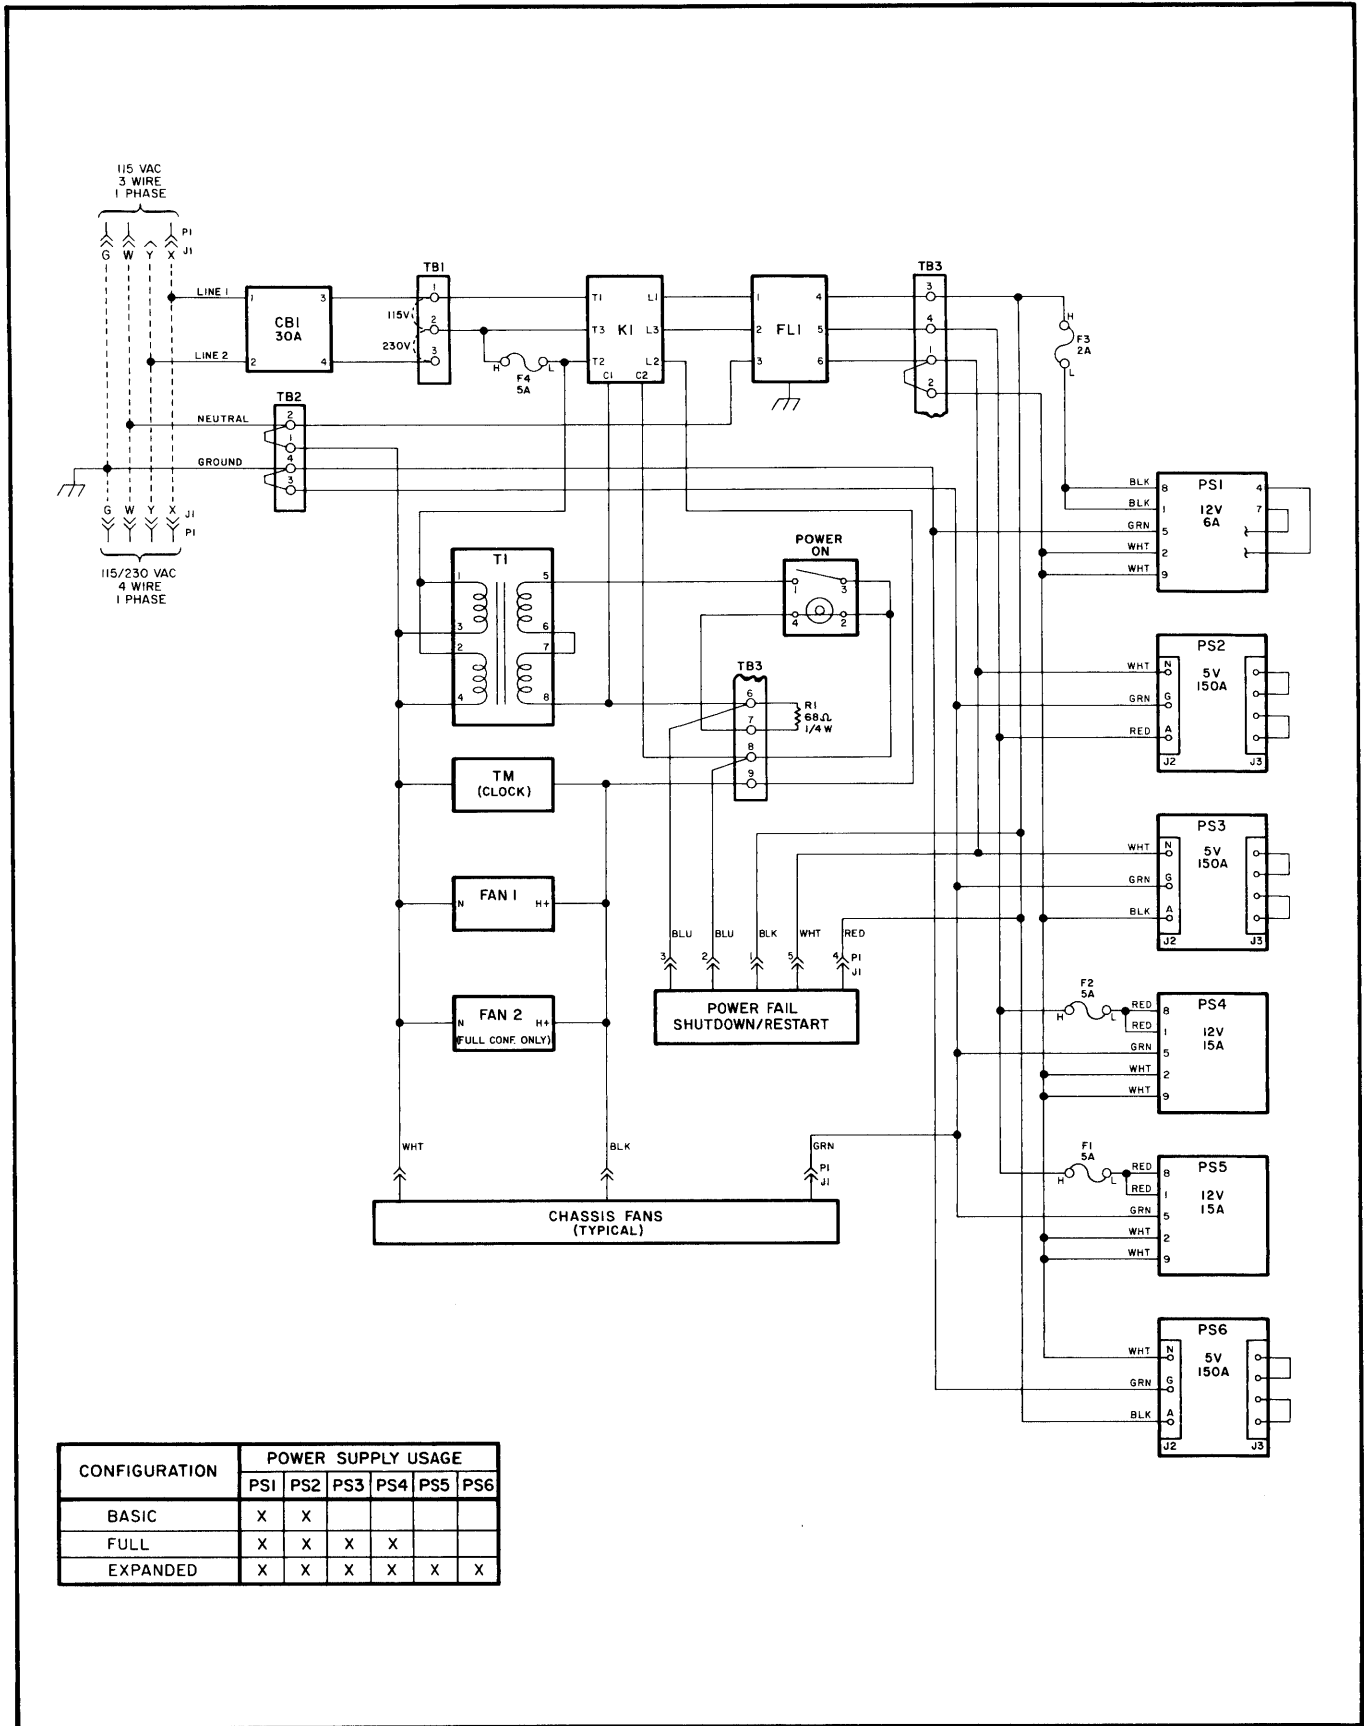 115 VAC
3 WIRE
1 PHASE
P1
J1
G W Y X
LINE 1
LINE 2
NEUTRAL
GROUND
1 3
CB1
30A
2 4
TB1
1
115V
2
230V
3
H L
F4
5A
T1 L1
T3 K1 L3
T2 L2
C1 C2
1 4
2 FL1 5
3 6
TB3
3
4
1
2
H
F3
2A
L
TB2
2
1
4
3
G W Y X
J1
P1
115/230 VAC
4 WIRE
1 PHASE
T1
1 5
3 6
2 7
4 8
POWER
ON
1 3
4 2
TB3
6
7
8
9
R1
68Ω
1/4 W
TM
(CLOCK)
FAN 1
N H+
FAN 2
N H+
(FULL CONF. ONLY)
BLU BLU BLK WHT RED
3 2 1 5 4 P1
J1
POWER FAIL
SHUTDOWN/RESTART
WHT BLK GRN
P1
J1
CHASSIS FANS
(TYPICAL)
BLK 8 PS1 4
BLK 1 12V 7
GRN 5 6A
WHT 2
WHT 9
PS2
WHT N 5V
150A
GRN G
RED A
J2 J3
PS3
WHT N 5V
150A
GRN G
BLK A
J2 J3
F2
5A
H L
RED 8 PS4
RED 1 12V
15A
GRN 5
WHT 2
WHT 9
F1
5A
H L
RED 8 PS5
RED 1 12V
15A
GRN 5
WHT 2
WHT 9
PS6
WHT N 5V
150A
GRN G
BLK A
J2 J3
CONFIGURATION POWER SUPPLY USAGE
PS1 PS2 PS3 PS4 PS5 PS6
BASIC X X
FULL X X X X
EXPANDED X X X X X X